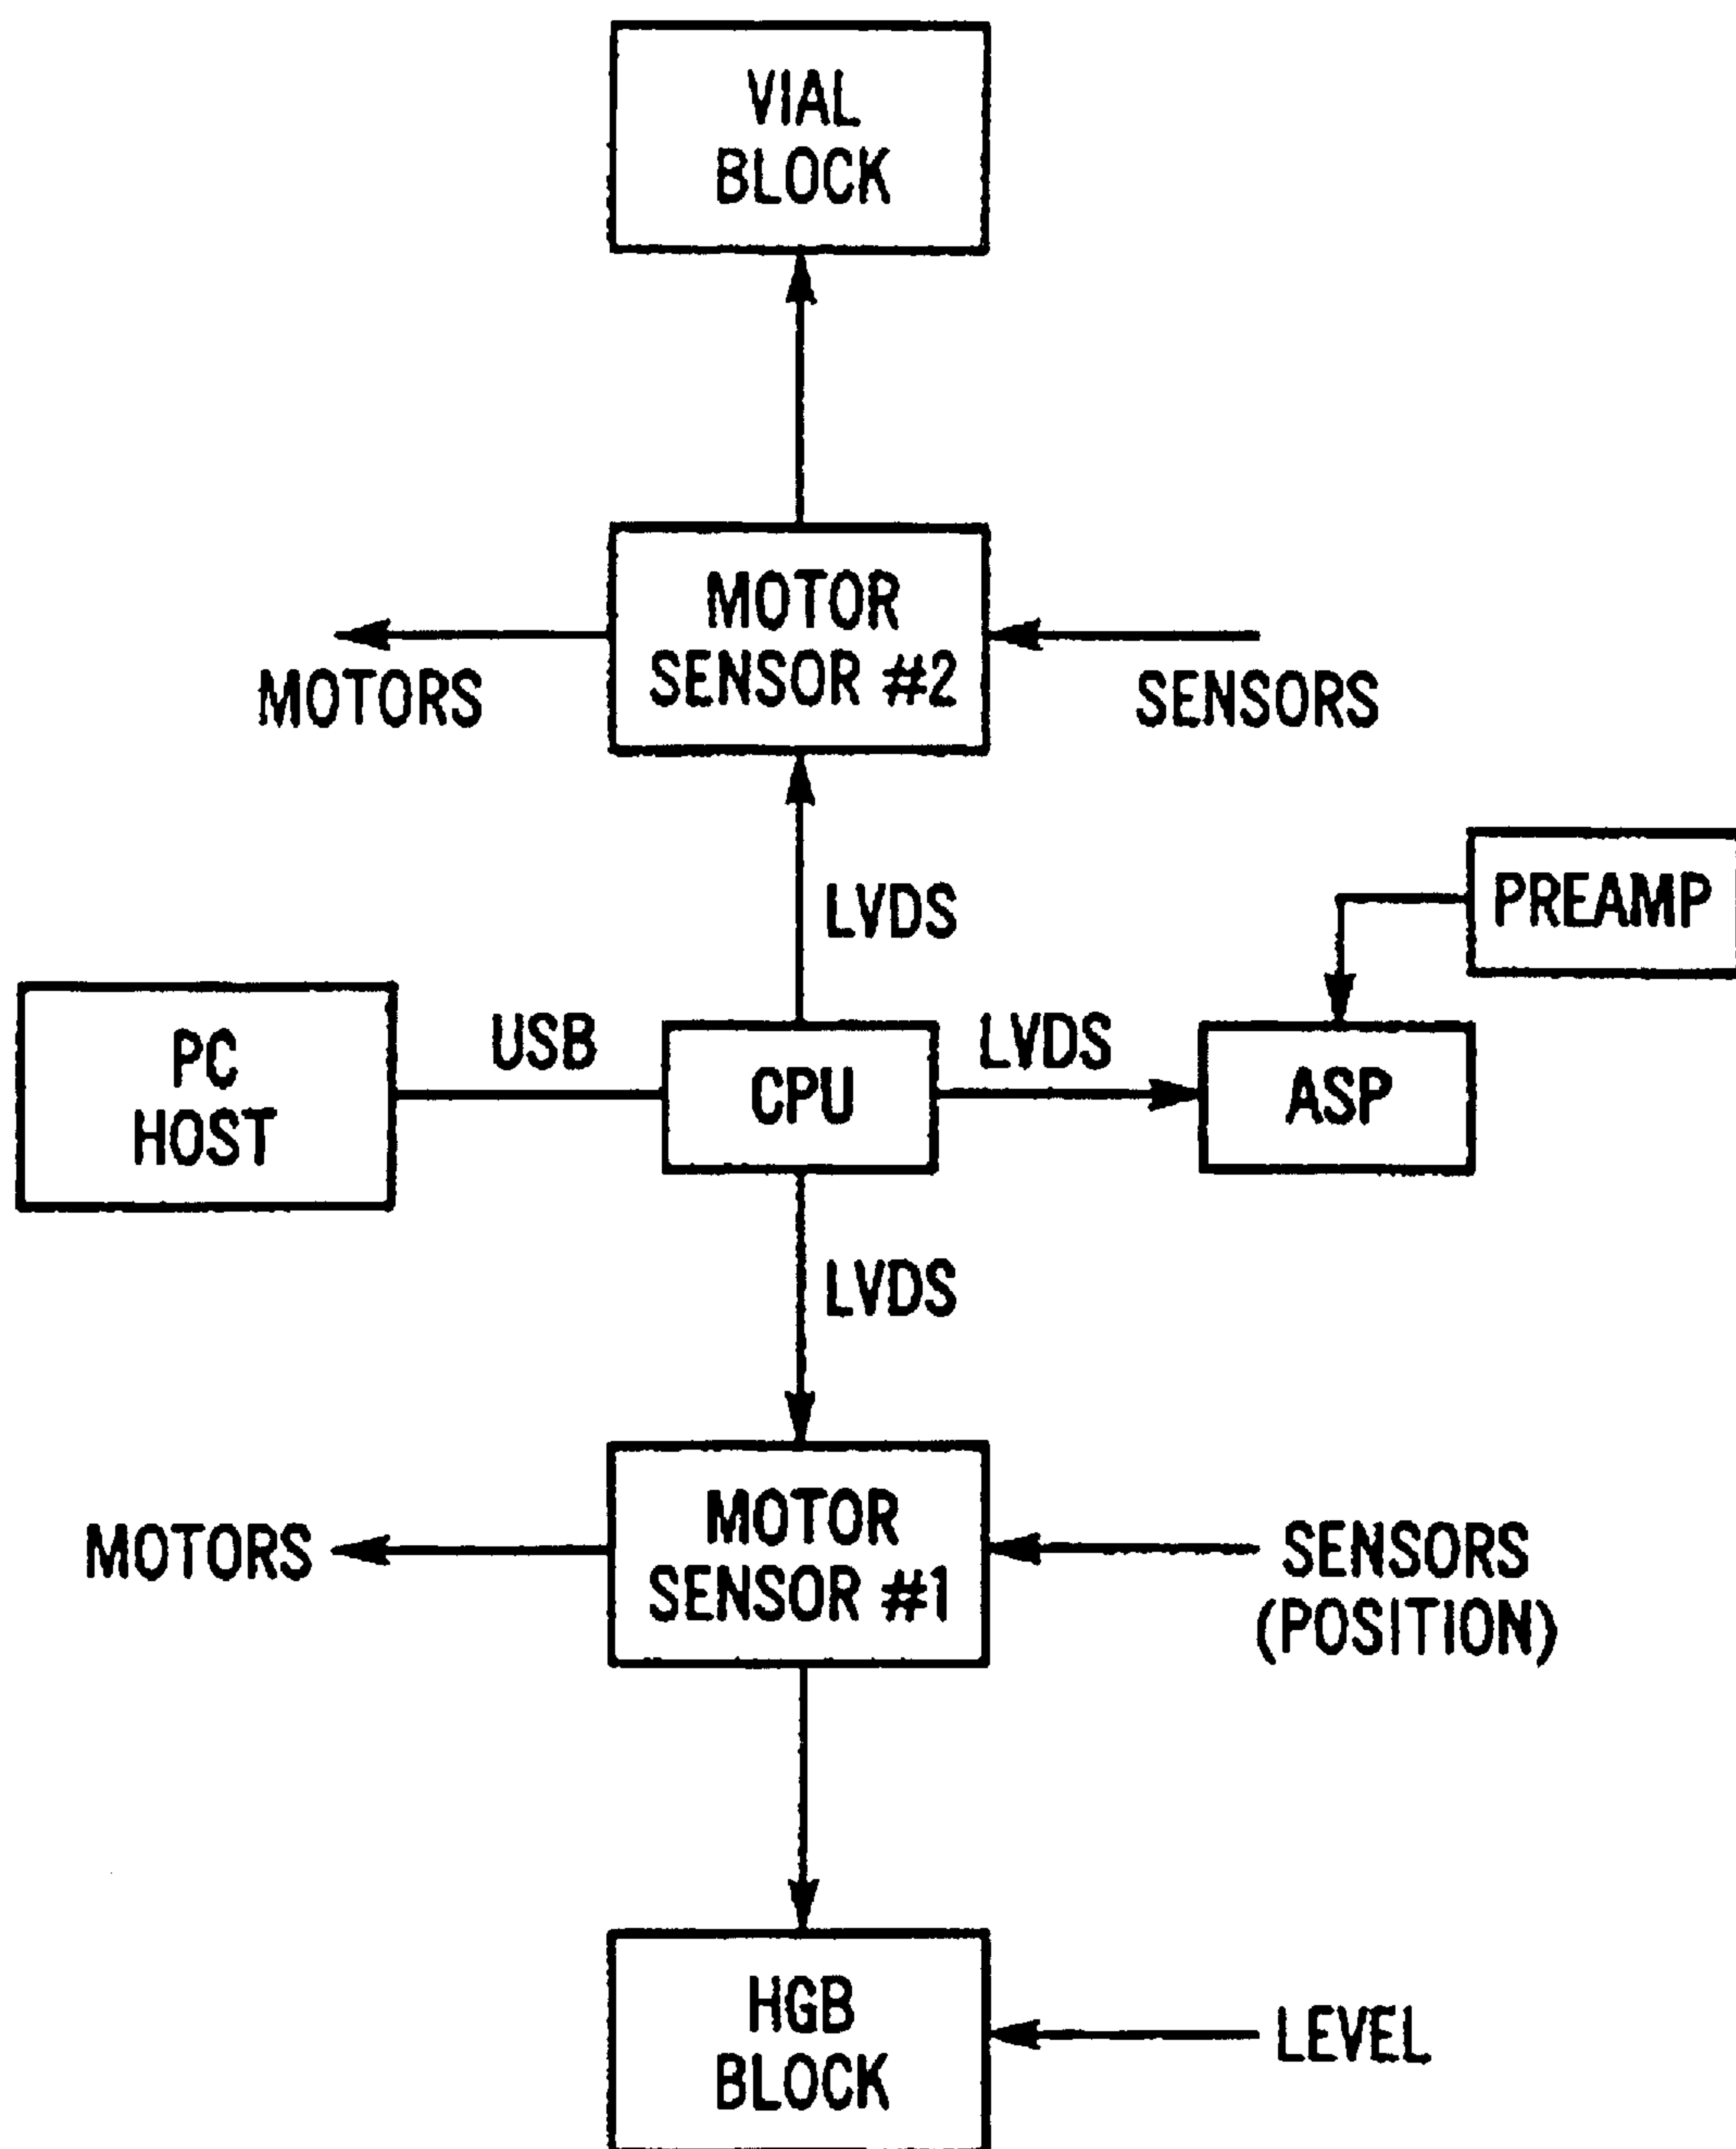 VIAL
BLOCK
MOTOR
SENSOR #2
MOTORS
SENSORS
LVDS
PREAMP
PC
HOST
USB
CPU
LVDS
ASP
LVDS
MOTORS
MOTOR
SENSOR #1
SENSORS
(POSITION)
HGB
BLOCK
LEVEL